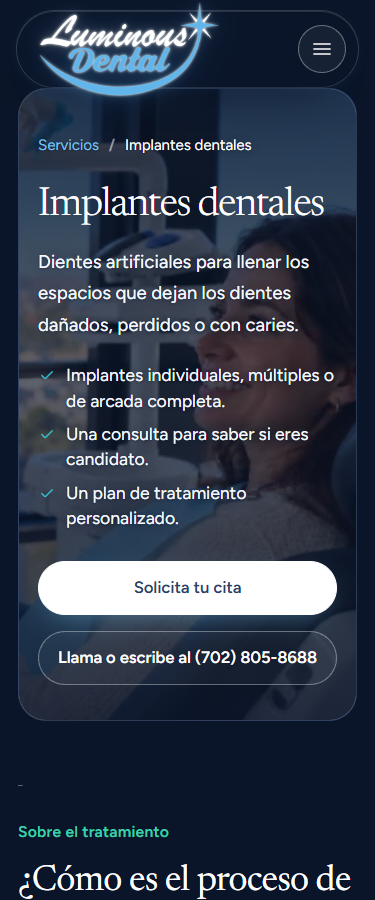 Luminous
Dental
Servicios / Implantes dentales
Implantes dentales
Dientes artificiales para llenar los
espacios que dejan los dientes
dañados, perdidos o con caries.
Implantes individuales, múltiples o
de arcada completa.
Una consulta para saber si eres
candidato.
Un plan de tratamiento
personalizado.
Solicita tu cita
Llama o escribe al (702) 805-8688
Sobre el tratamiento
¿Cómo es el proceso de